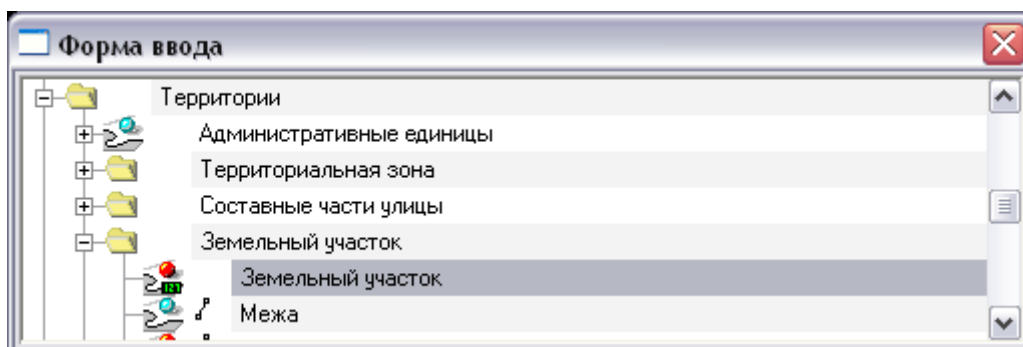 Форма ввода
Территории
Административные единицы
Территориальная зона
Составные части улицы
Земельный участок
Земельный участок
Межа